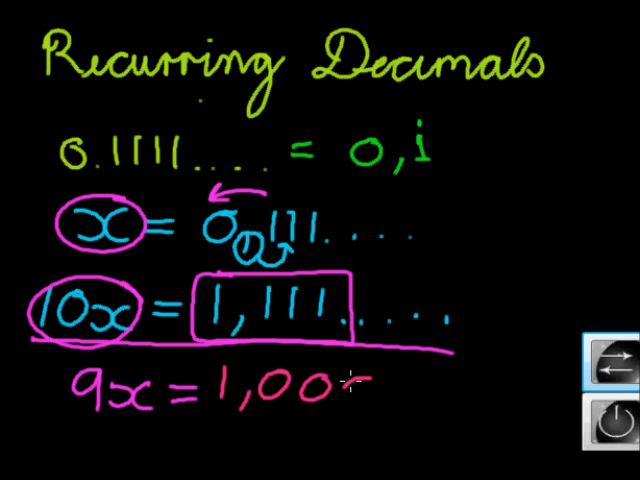 Recurring Decimals
0.1111.... = 0,1̇
x = 0,111....
10x = 1,111.....
9x = 1,00